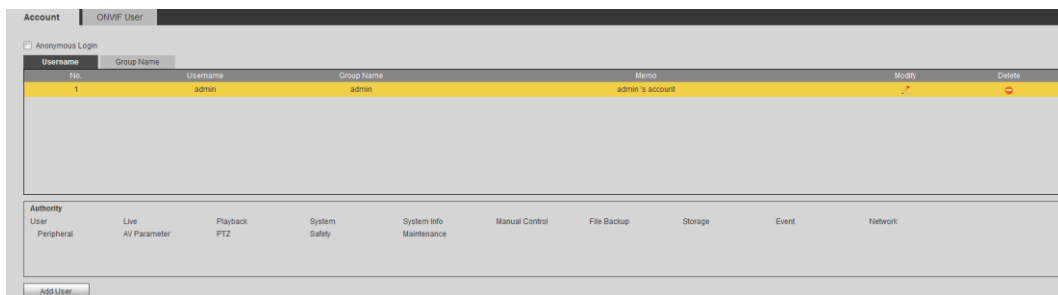 Account ONVIF User
Anonymous Login
Username Group Name
No. Username Group Name Memo Modify Delete
1 admin admin admin 's account
Authority
User Live Playback System System Info Manual Control File Backup Storage Event Network
Peripheral AV Parameter PTZ Safety Maintenance
Add User